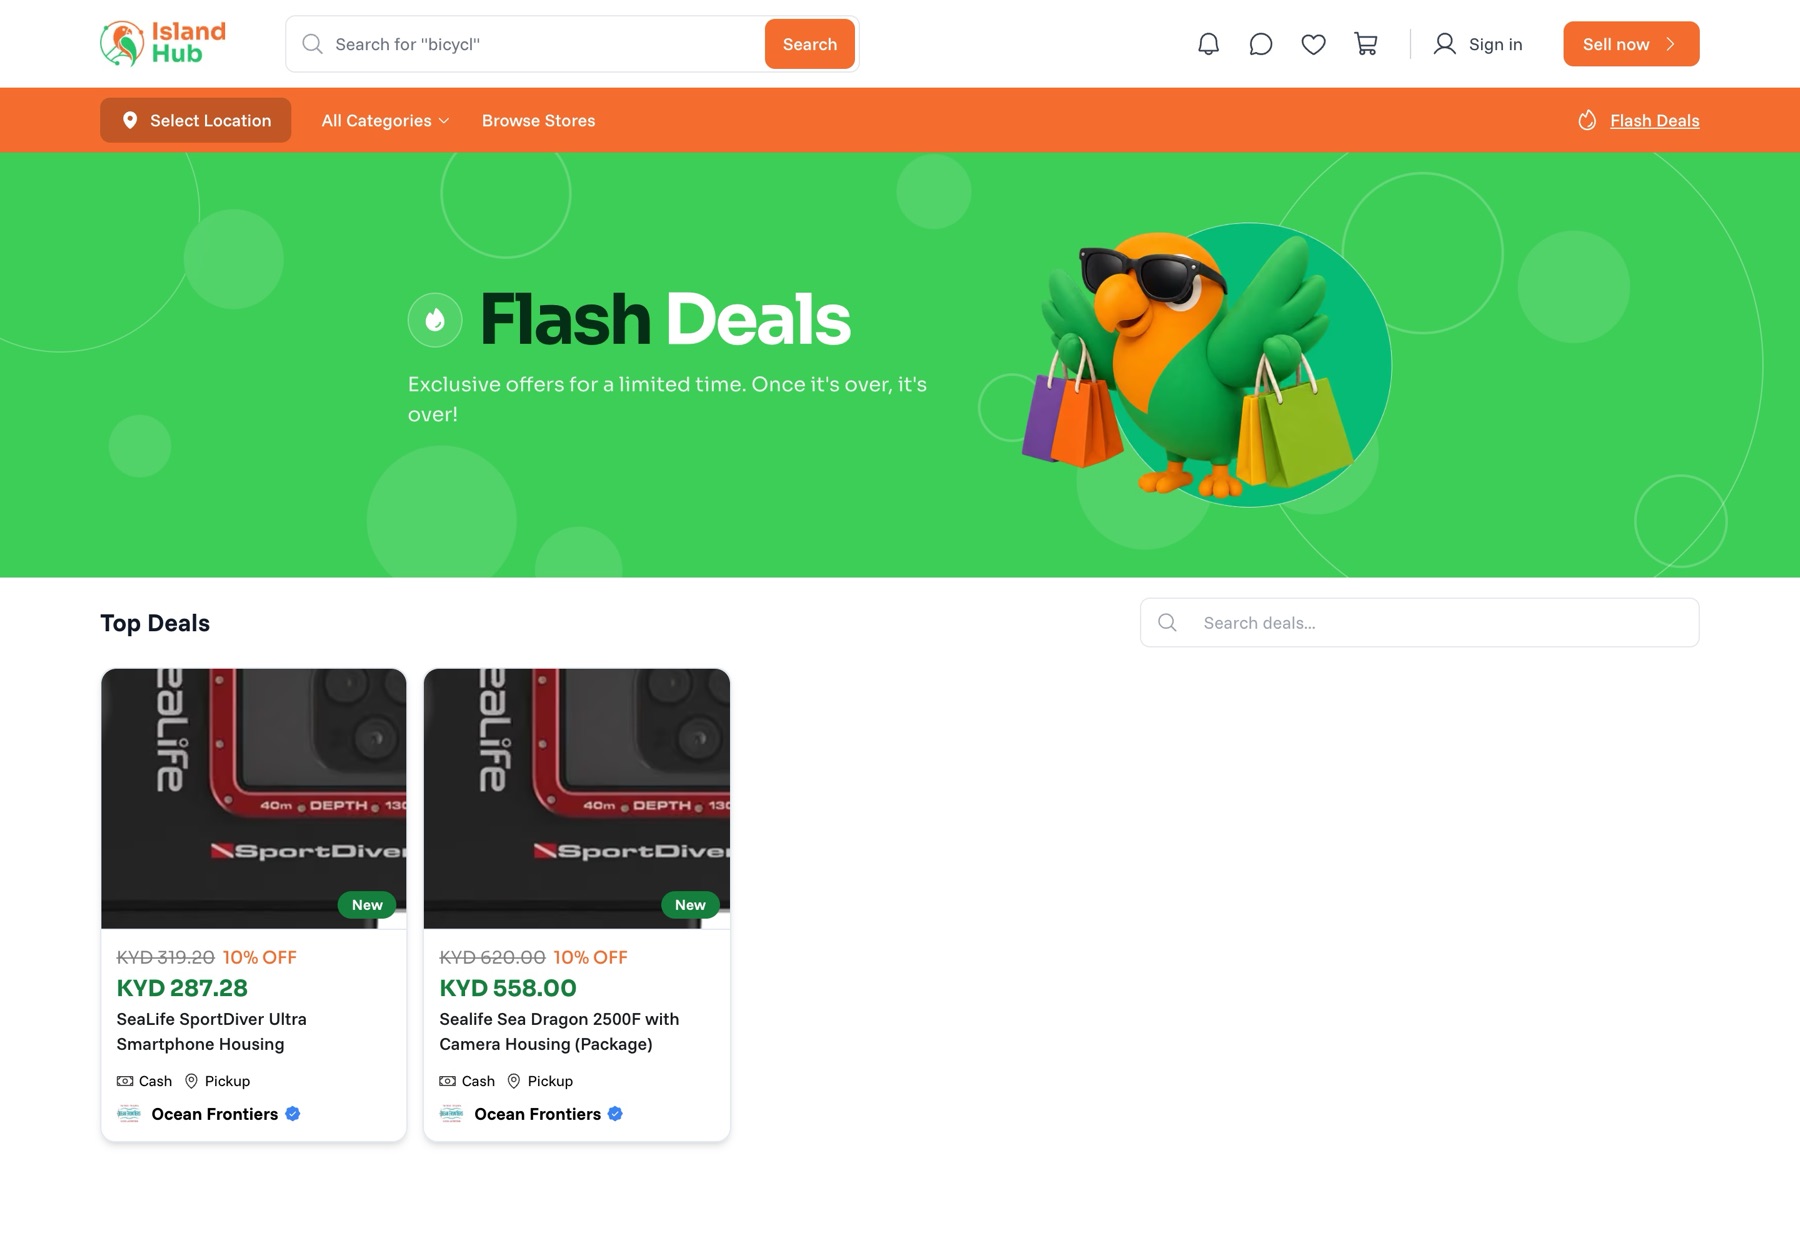 Island
Hub
Search for "bicycl"
Search
Sign in
Sell now
Select Location
All Categories
Browse Stores
Flash Deals
Flash Deals
Exclusive offers for a limited time. Once it's over, it's
over!
Top Deals
Search deals...
eaLife
40m DEPTH 130
SportDiver
New
KYD 319.20 10% OFF
KYD 287.28
SeaLife SportDiver Ultra
Smartphone Housing
Cash Pickup
Ocean Frontiers
eaLife
40m DEPTH 130
SportDiver
New
KYD 620.00 10% OFF
KYD 558.00
Sealife Sea Dragon 2500F with
Camera Housing (Package)
Cash Pickup
Ocean Frontiers